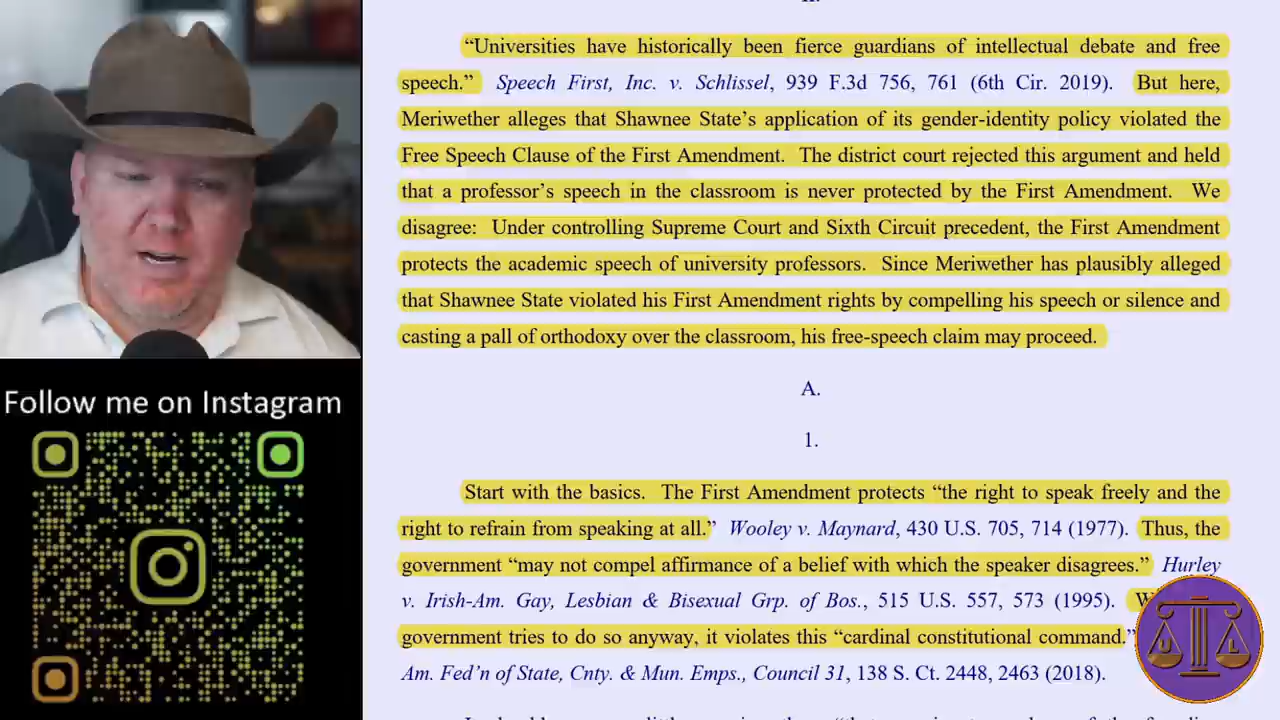 “Universities have historically been fierce guardians of intellectual debate and free
speech.” Speech First, Inc. v. Schlissel, 939 F.3d 756, 761 (6th Cir. 2019). But here,
Meriwether alleges that Shawnee State’s application of its gender-identity policy violated the
Free Speech Clause of the First Amendment. The district court rejected this argument and held
that a professor’s speech in the classroom is never protected by the First Amendment. We
disagree: Under controlling Supreme Court and Sixth Circuit precedent, the First Amendment
protects the academic speech of university professors. Since Meriwether has plausibly alleged
that Shawnee State violated his First Amendment rights by compelling his speech or silence and
casting a pall of orthodoxy over the classroom, his free-speech claim may proceed.
A.
1.
Start with the basics. The First Amendment protects “the right to speak freely and the
right to refrain from speaking at all.” Wooley v. Maynard, 430 U.S. 705, 714 (1977). Thus, the
government “may not compel affirmance of a belief with which the speaker disagrees.” Hurley
v. Irish-Am. Gay, Lesbian & Bisexual Grp. of Bos., 515 U.S. 557, 573 (1995).
government tries to do so anyway, it violates this “cardinal constitutional command.”
Am. Fed’n of State, Cnty. & Mun. Emps., Council 31, 138 S. Ct. 2448, 2463 (2018).
Follow me on Instagram
U L